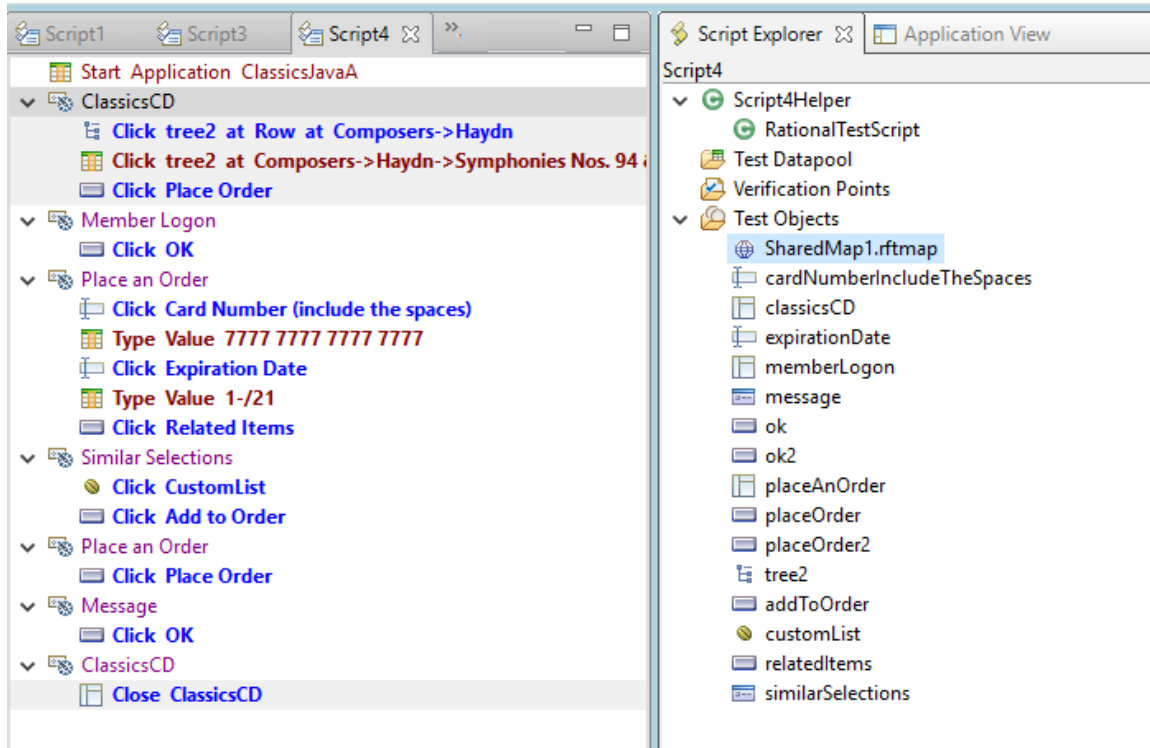 Script1
Script3
Script4
Start Application ClassicsJavaA
ClassicsCD
Click tree2 at Row at Composers->Haydn
Click tree2 at Composers->Haydn->Symphonies Nos. 94
Click Place Order
Member Logon
Click OK
Place an Order
Click Card Number (include the spaces)
Type Value 7777 7777 7777 7777
Click Expiration Date
Type Value 1-/21
Click Related Items
Similar Selections
Click CustomList
Click Add to Order
Place an Order
Click Place Order
Message
Click OK
ClassicsCD
Close ClassicsCD
Script Explorer
Application View
Script4
Script4Helper
RationalTestScript
Test Datapool
Verification Points
Test Objects
SharedMap1.rftmap
cardNumberIncludeTheSpaces
classicsCD
expirationDate
memberLogon
message
ok
ok2
placeAnOrder
placeOrder
placeOrder2
tree2
addToOrder
customList
relatedItems
similarSelections